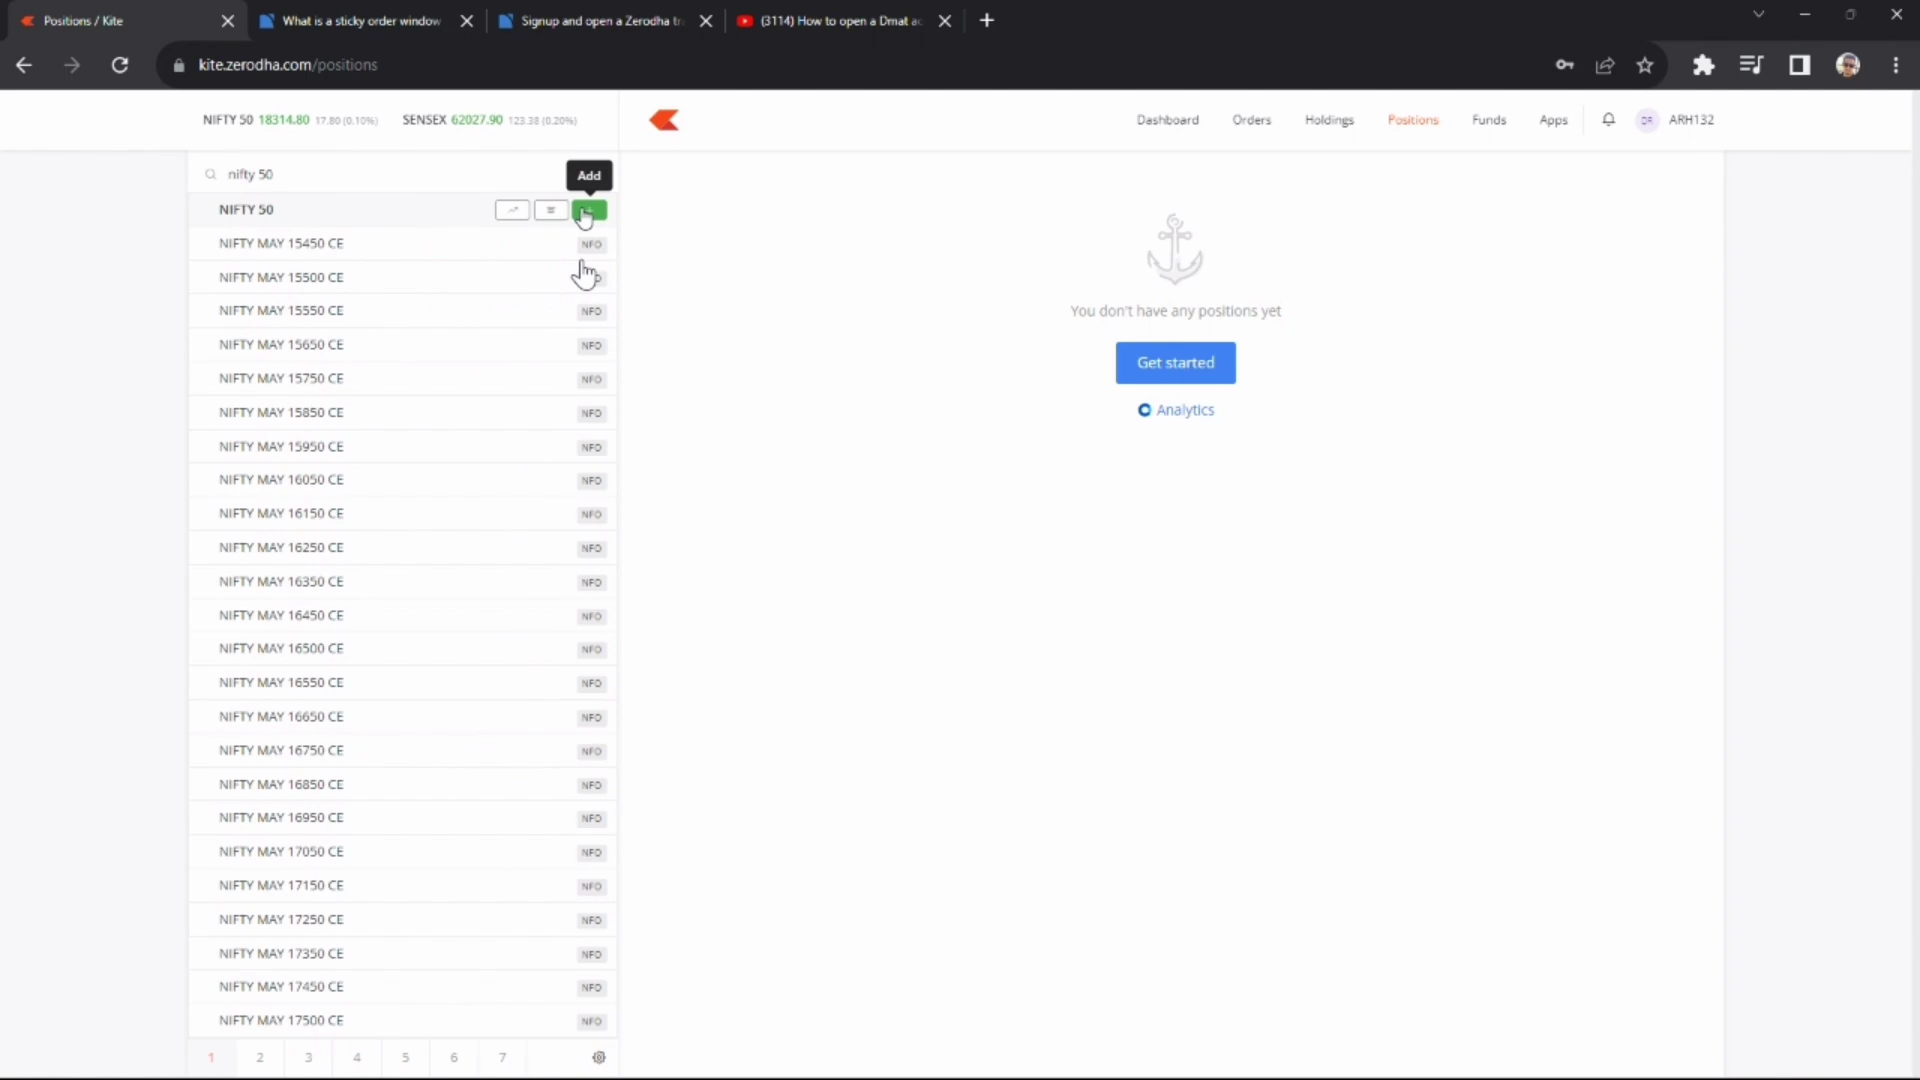 Positions / Kite
What is a sticky order window
Signup and open a Zerodha tr
(3114) How to open a Dmat ac
kite.zerodha.com/positions
NIFTY 50 18314.80 17.80 (0.10%) SENSEX 62027.90 123.38 (0.20%)
Dashboard Orders Holdings Positions Funds Apps DR ARH132
nifty 50
Add
NIFTY 50
NIFTY MAY 15450 CE NFO
NIFTY MAY 15500 CE
NIFTY MAY 15550 CE NFO
NIFTY MAY 15650 CE NFO
NIFTY MAY 15750 CE NFO
NIFTY MAY 15850 CE NFO
NIFTY MAY 15950 CE NFO
NIFTY MAY 16050 CE NFO
NIFTY MAY 16150 CE NFO
NIFTY MAY 16250 CE NFO
NIFTY MAY 16350 CE NFO
NIFTY MAY 16450 CE NFO
NIFTY MAY 16500 CE NFO
NIFTY MAY 16550 CE NFO
NIFTY MAY 16650 CE NFO
NIFTY MAY 16750 CE NFO
NIFTY MAY 16850 CE NFO
NIFTY MAY 16950 CE NFO
NIFTY MAY 17050 CE NFO
NIFTY MAY 17150 CE NFO
NIFTY MAY 17250 CE NFO
NIFTY MAY 17350 CE NFO
NIFTY MAY 17450 CE NFO
NIFTY MAY 17500 CE NFO
1 2 3 4 5 6 7
You don't have any positions yet
Get started
Analytics